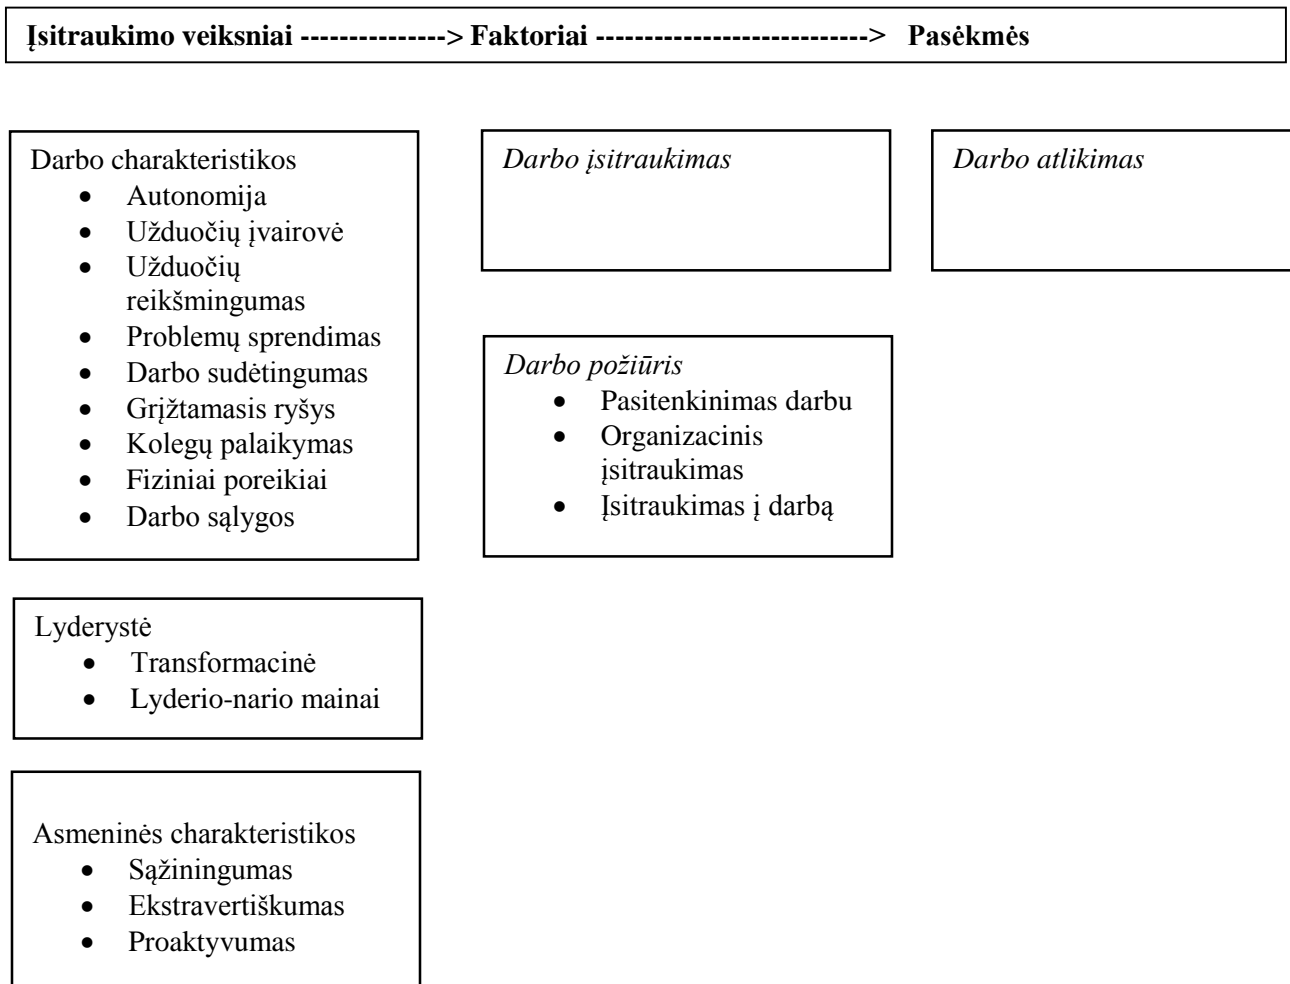 Įsitraukimo veiksniai ---------------> Faktoriai ----------------------------> Pasėkmės
Darbo charakteristikos
• Autonomija
• Užduočių įvairovė
• Užduočių
reikšmingumas
• Problemų sprendimas
• Darbo sudėtingumas
• Grįžtamasis ryšys
• Kolegų palaikymas
• Fiziniai poreikiai
• Darbo sąlygos
Lyderystė
• Transformacinė
• Lyderio-nario mainai
Asmeninės charakteristikos
• Sąžiningumas
• Ekstravertiškumas
• Proaktyvumas
Darbo įsitraukimas
Darbo požiūris
• Pasitenkinimas darbu
• Organizacinis
įsitraukimas
• Įsitraukimas į darbą
Darbo atlikimas